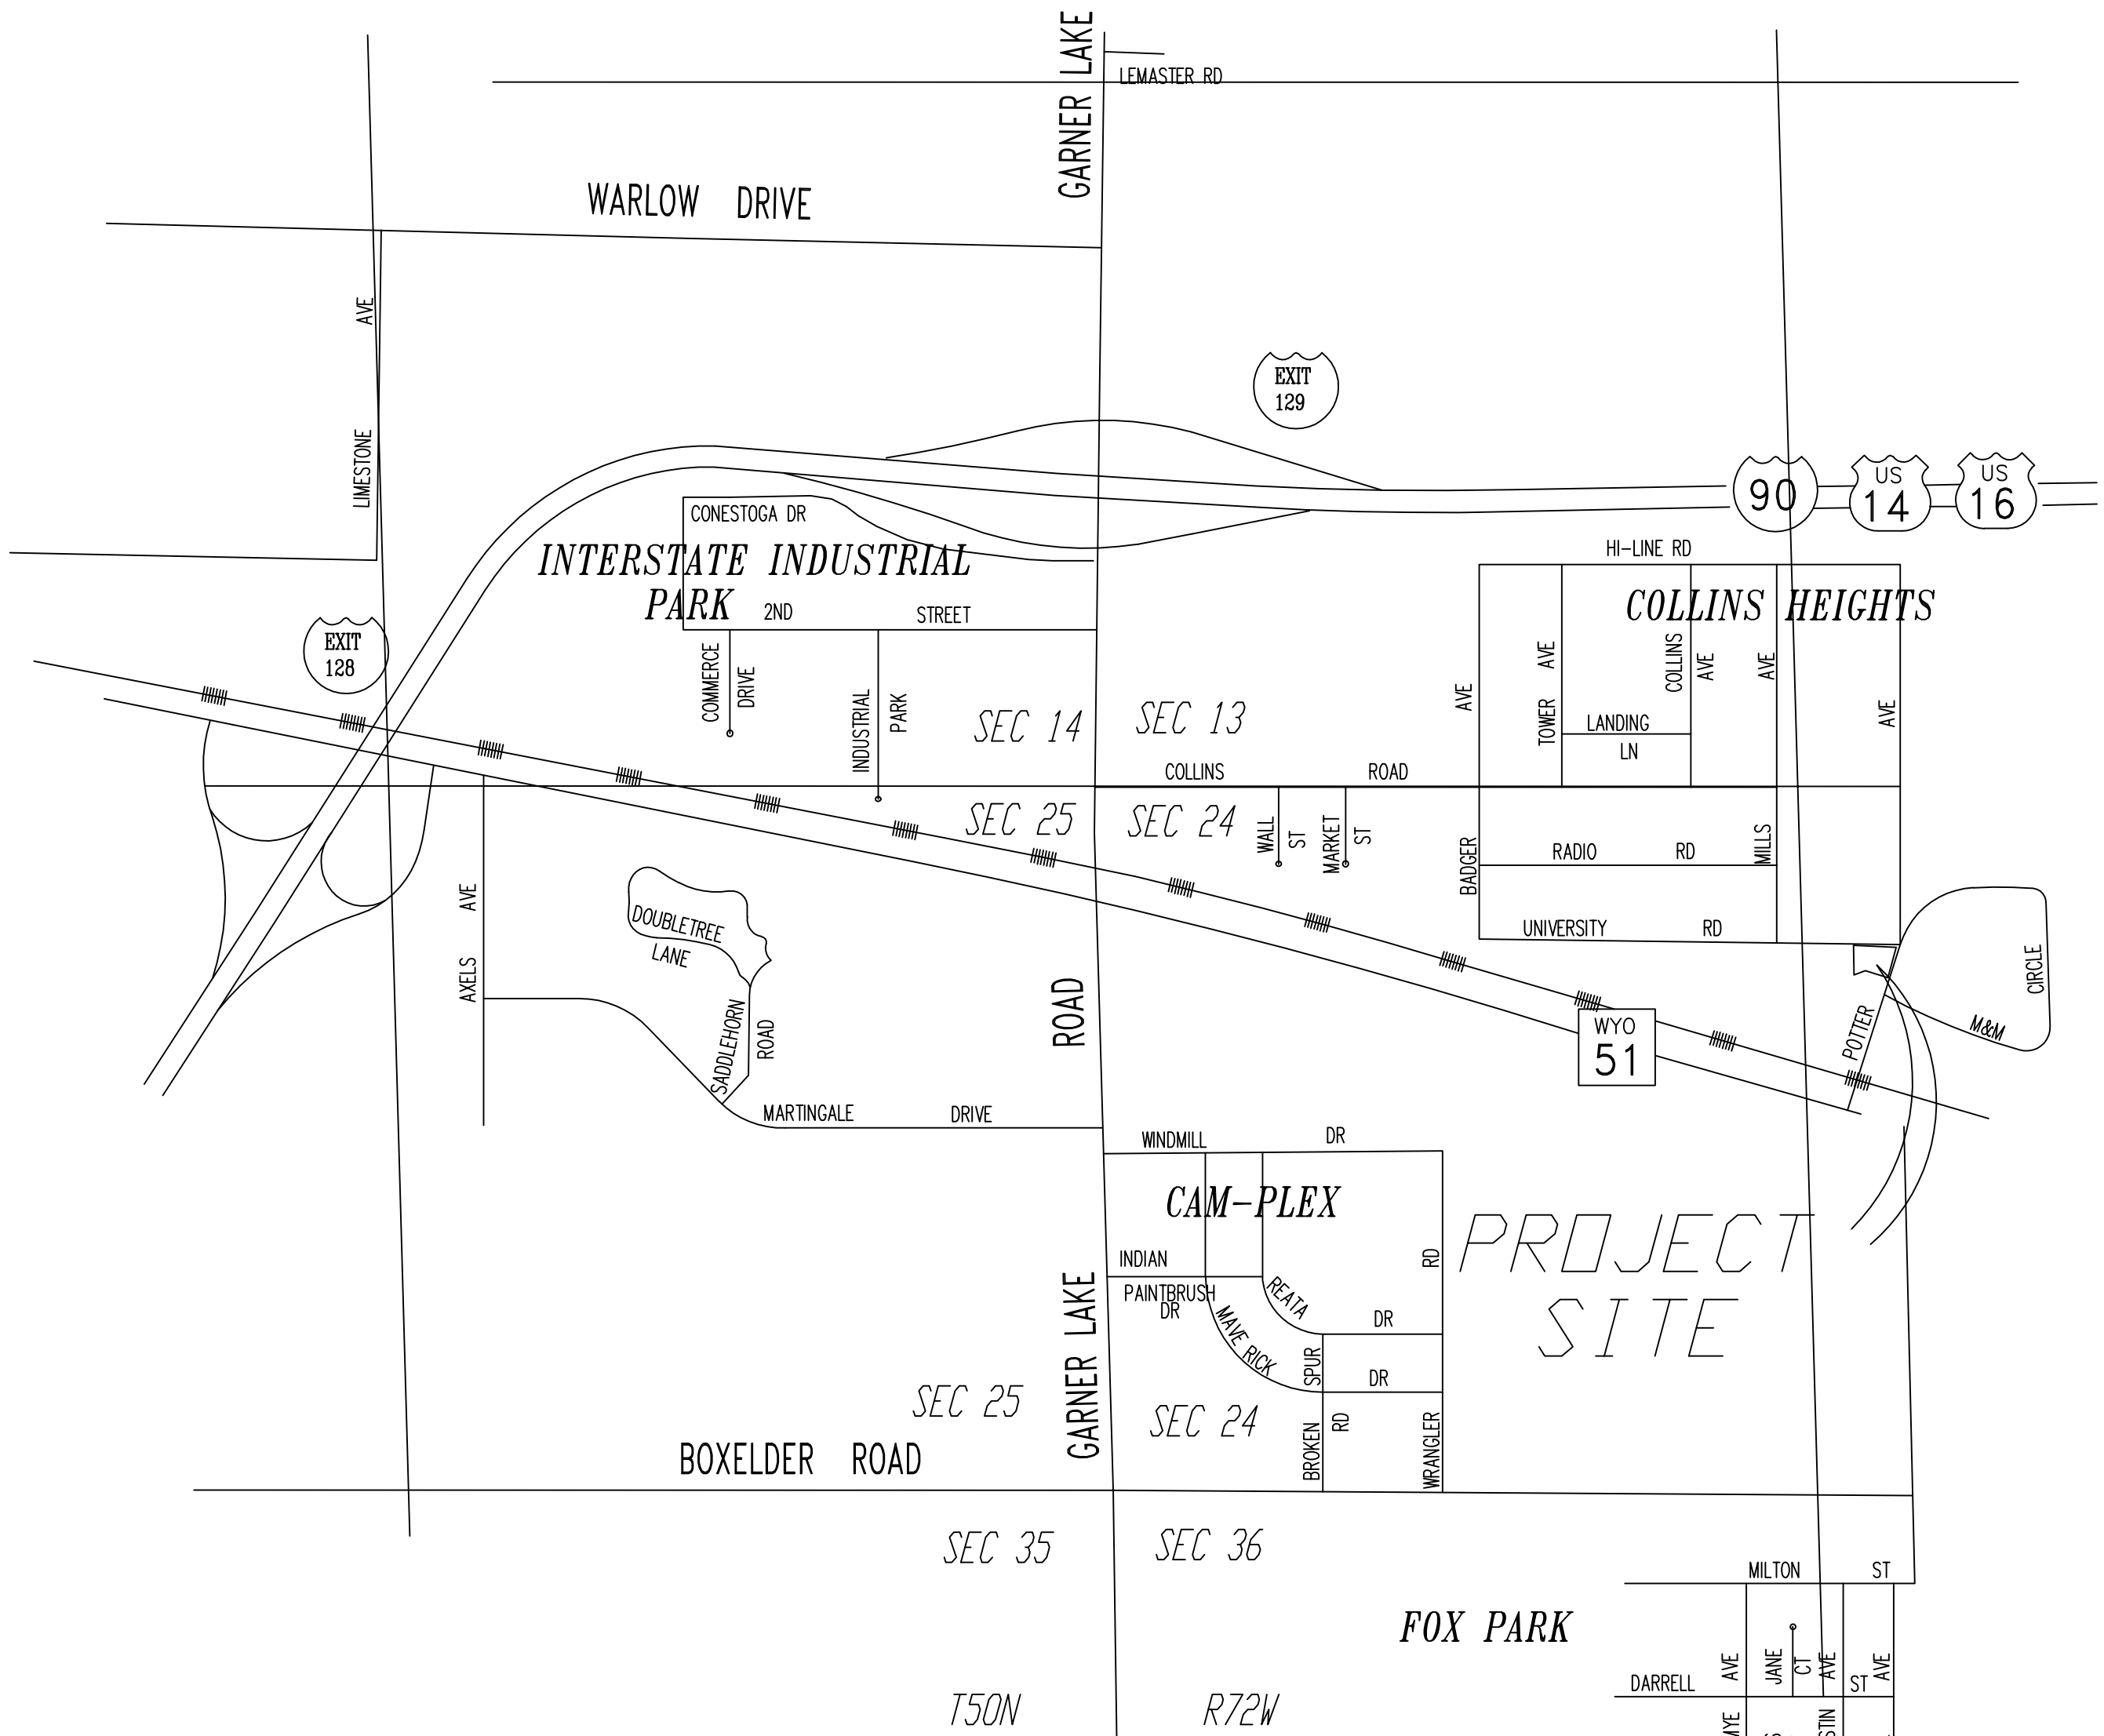 GARNER LAKE
LEMASTER RD
WARLOW DRIVE
LIMESTONE AVE
EXIT
129
90
US
14
US
16
CONESTOGA DR
INTERSTATE INDUSTRIAL
PARK
2ND STREET
HI-LINE RD
COLLINS HEIGHTS
EXIT
128
COMMERCE
DRIVE
INDUSTRIAL
PARK
SEC 14
SEC 13
BADGER AVE
TOWER AVE
COLLINS
AVE
MILLS AVE
AVE
LANDING
LN
COLLINS ROAD
SEC 25
SEC 24
WALL
ST
MARKET
ST
RADIO RD
UNIVERSITY RD
AXELS AVE
DOUBLETREE
LANE
SADDLEHORN
ROAD
ROAD
MARTINGALE DRIVE
WYO
51
POTTER
M&M
CIRCLE
WINDMILL DR
CAM-PLEX
INDIAN
PAINTBRUSH
DR
REATA DR
MAVE RICK DR
BROKEN SPUR
RD
WRANGLER RD
PROJECT
SITE
GARNER LAKE
SEC 25
SEC 24
BOXELDER ROAD
SEC 35
SEC 36
MILTON ST
FOX PARK
AVE
JANE
CT
AVE
AVE
DARRELL ST
T50N
R72W